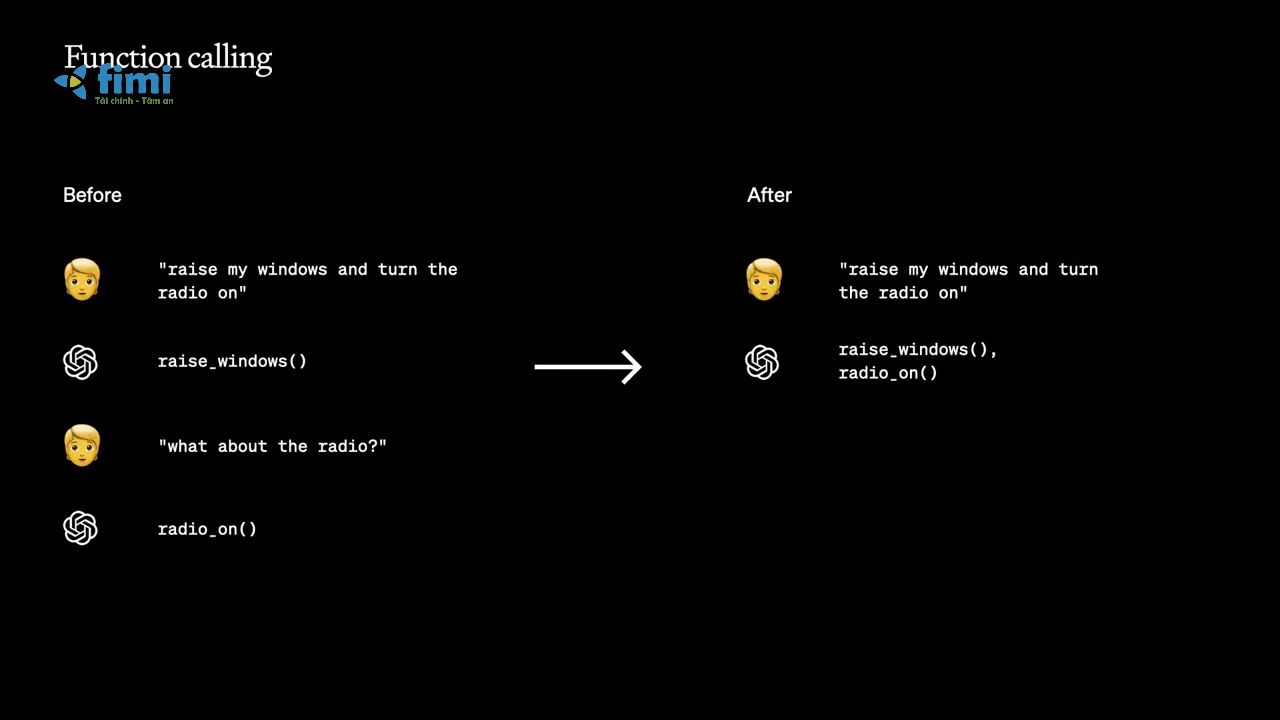 Function calling
fimi
Tài chính - Tâm an
Before
After
"raise my windows and turn the
radio on"
raise_windows()
"what about the radio?"
radio_on()
"raise my windows and turn
the radio on"
raise_windows(),
radio_on()